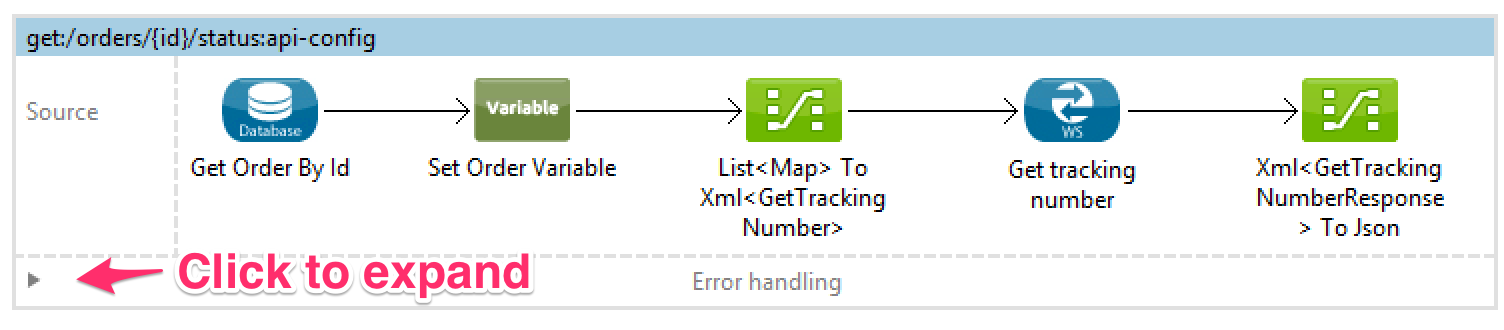 get:/orders/{id}/status:api-config
Source
Database
Get Order By Id
Variable
Set Order Variable
List<Map> To
Xml<GetTracking
Number>
WS
Get tracking
number
Xml<GetTracking
NumberResponse
> To Json
Click to expand
Error handling